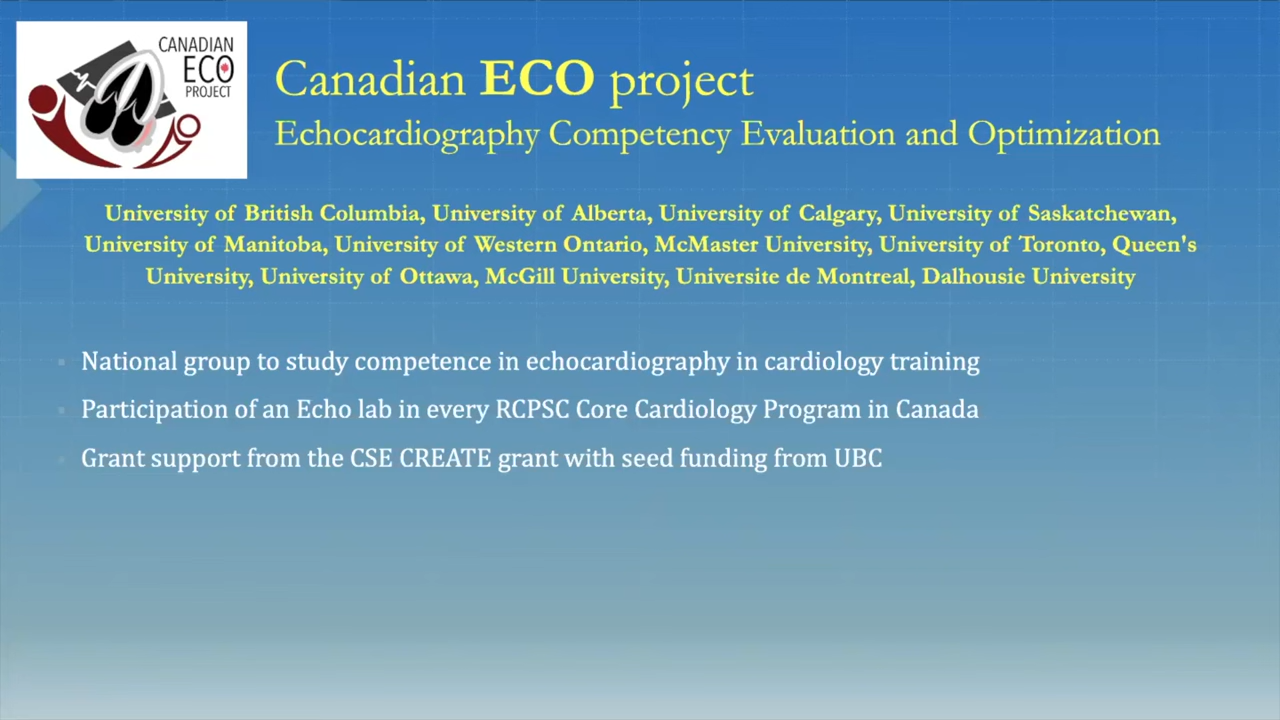 CANADIAN
ECO
PROJECT
Canadian ECO project
Echocardiography Competency Evaluation and Optimization
University of British Columbia, University of Alberta, University of Calgary, University of Saskatchewan,
University of Manitoba, University of Western Ontario, McMaster University, University of Toronto, Queen's
University, University of Ottawa, McGill University, Universite de Montreal, Dalhousie University
National group to study competence in echocardiography in cardiology training
Participation of an Echo lab in every RCPSC Core Cardiology Program in Canada
Grant support from the CSE CREATE grant with seed funding from UBC